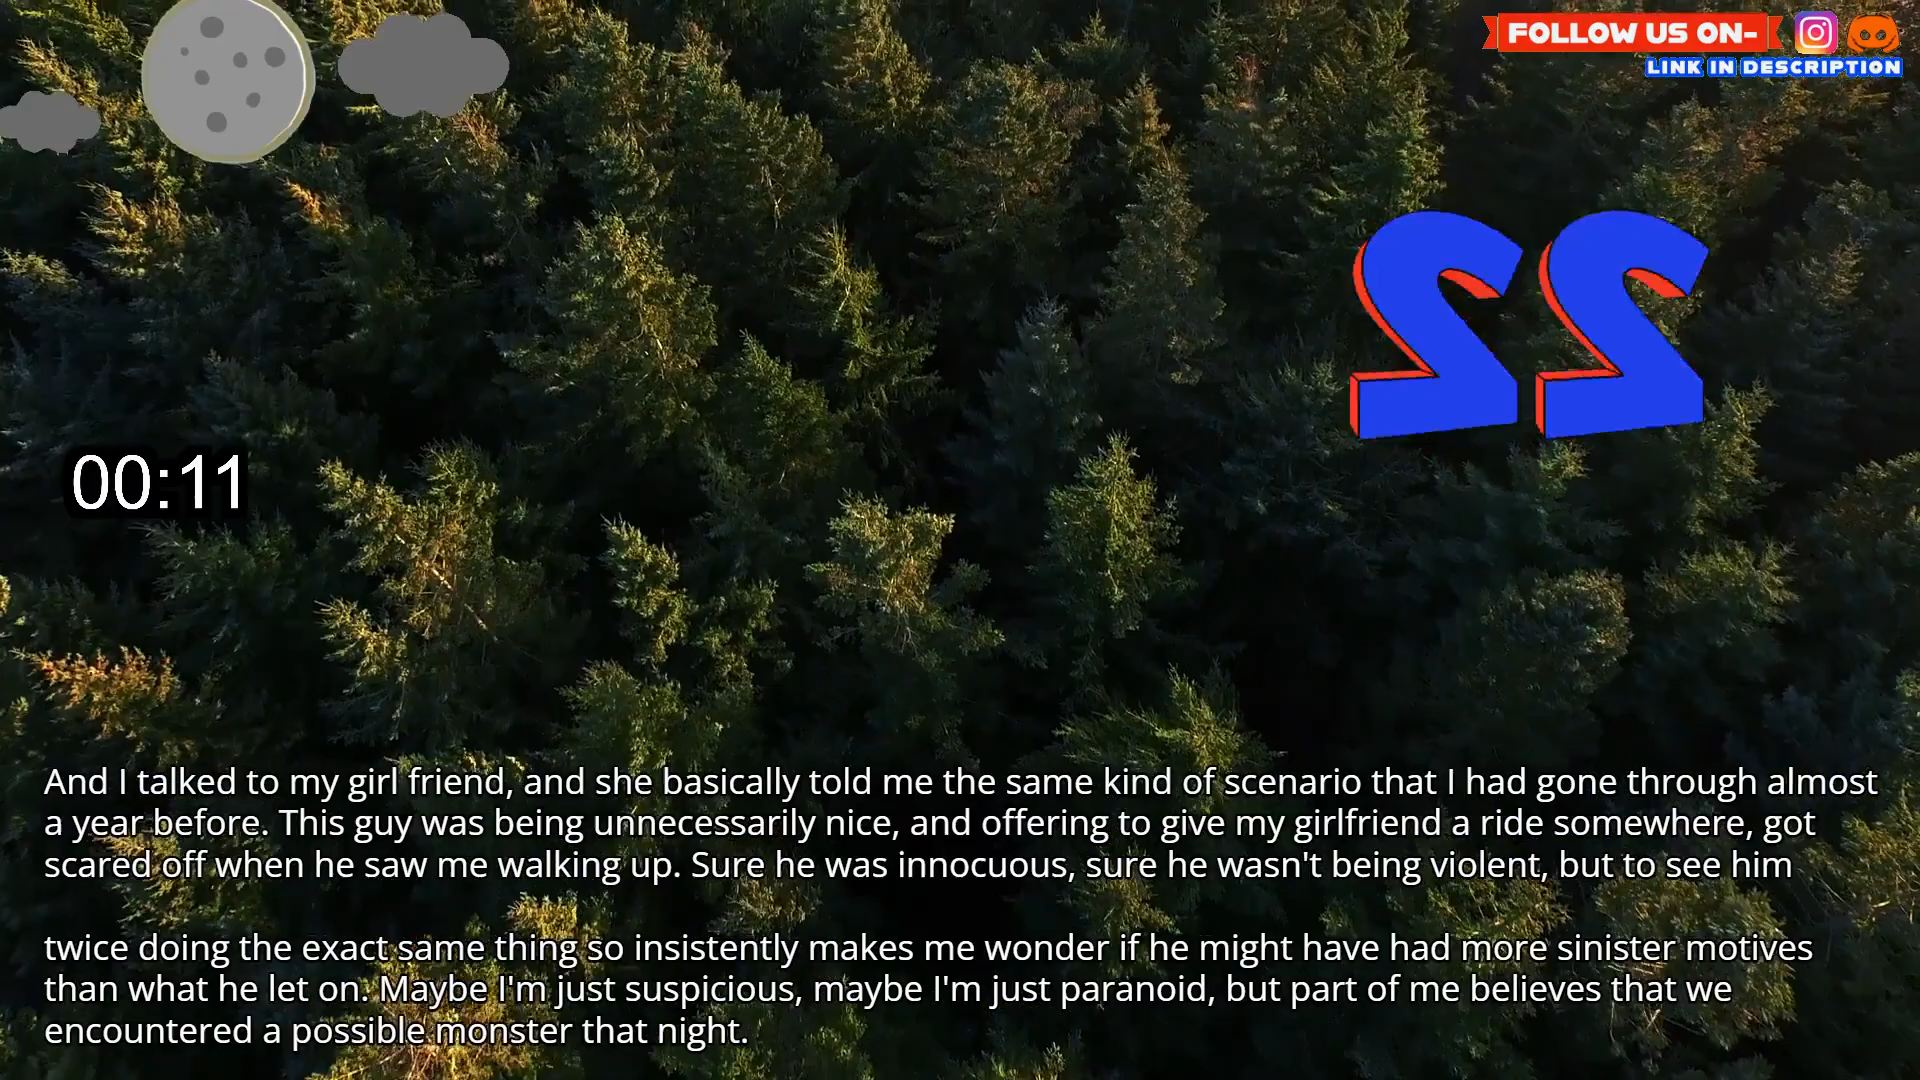 FOLLOW US ON-
LINK IN DESCRIPTION
22
00:11
And I talked to my girl friend, and she basically told me the same kind of scenario that I had gone through almost
a year before. This guy was being unnecessarily nice, and offering to give my girlfriend a ride somewhere, got
scared off when he saw me walking up. Sure he was innocuous, sure he wasn't being violent, but to see him
twice doing the exact same thing so insistently makes me wonder if he might have had more sinister motives
than what he let on. Maybe I'm just suspicious, maybe I'm just paranoid, but part of me believes that we
encountered a possible monster that night.